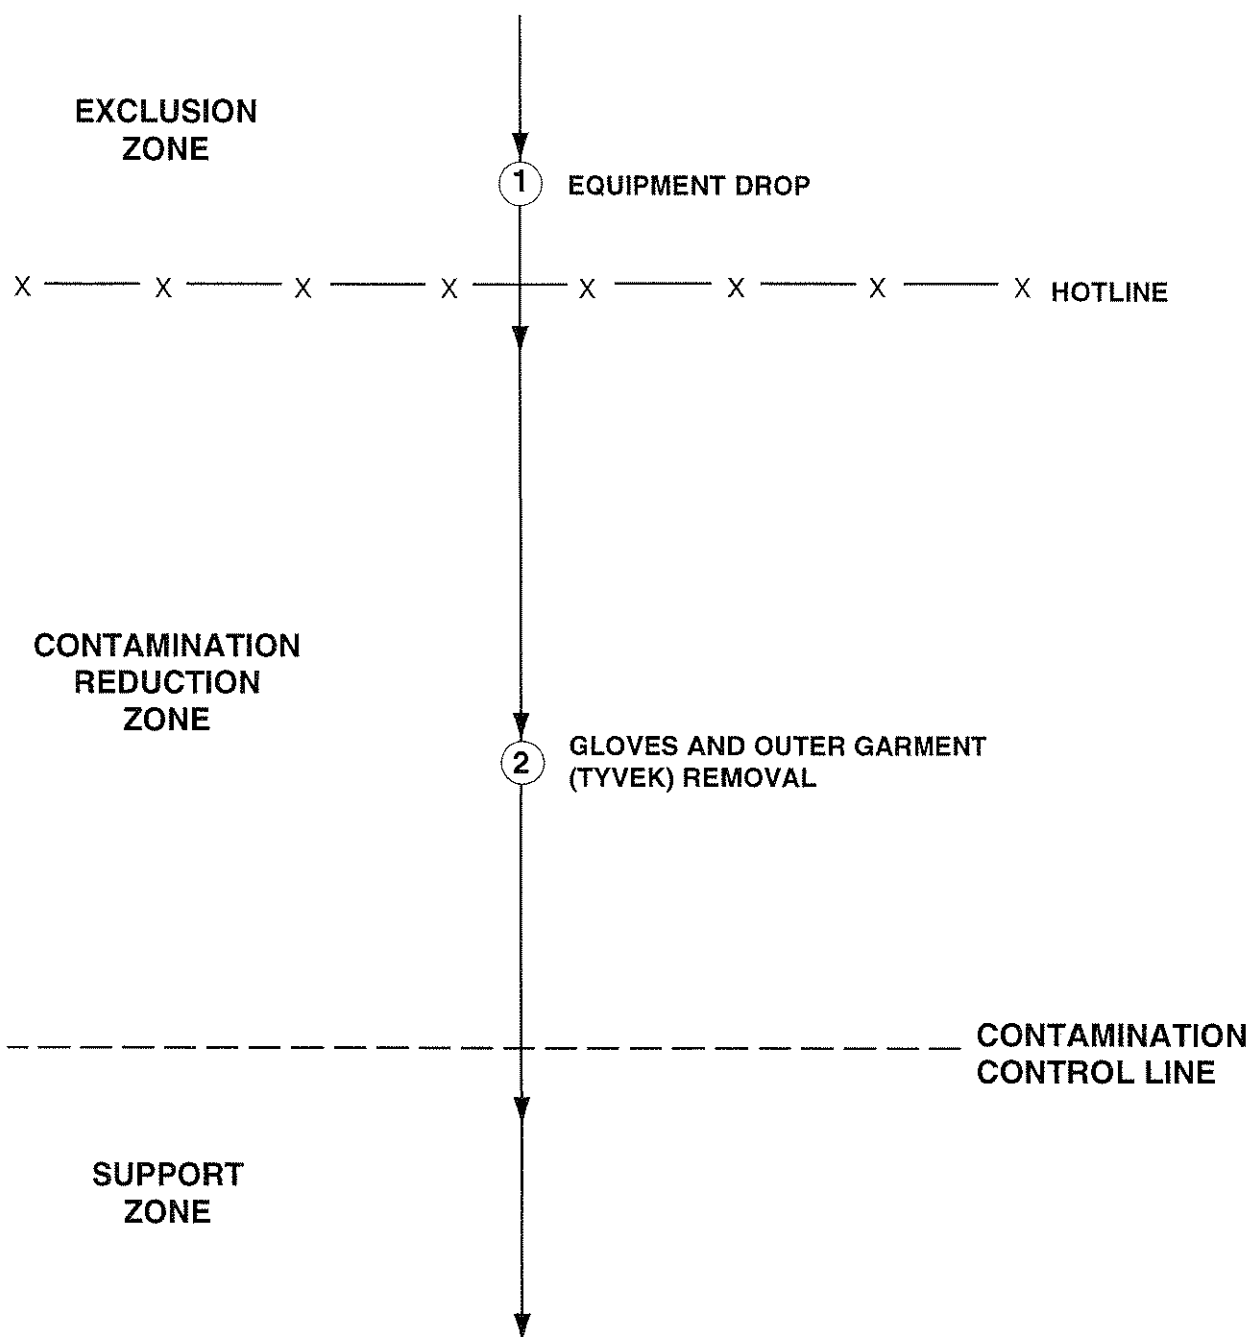 EXCLUSION
ZONE
1 EQUIPMENT DROP
X X X X X X X X HOTLINE
CONTAMINATION
REDUCTION
ZONE
2 GLOVES AND OUTER GARMENT
(TYVEK) REMOVAL
CONTAMINATION
CONTROL LINE
SUPPORT
ZONE